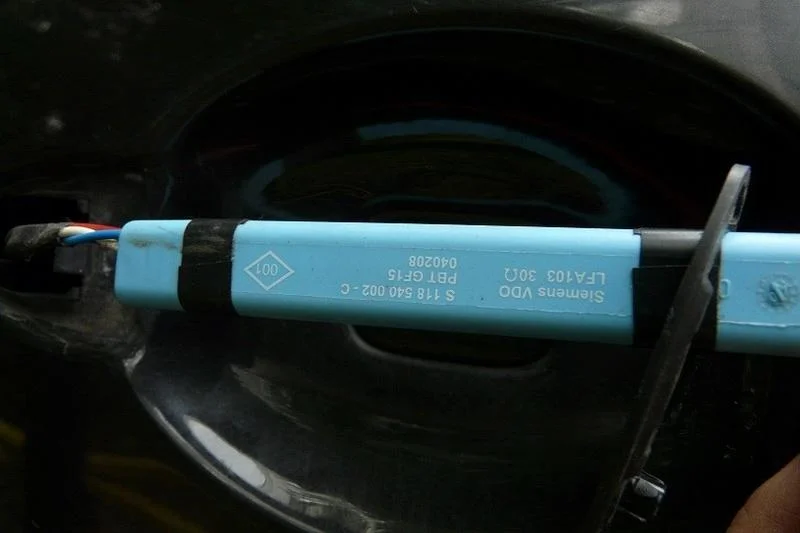 Siemens VDO
LFA103 30Ω
S 118 540 002 - C
PBT GF15
040208
001